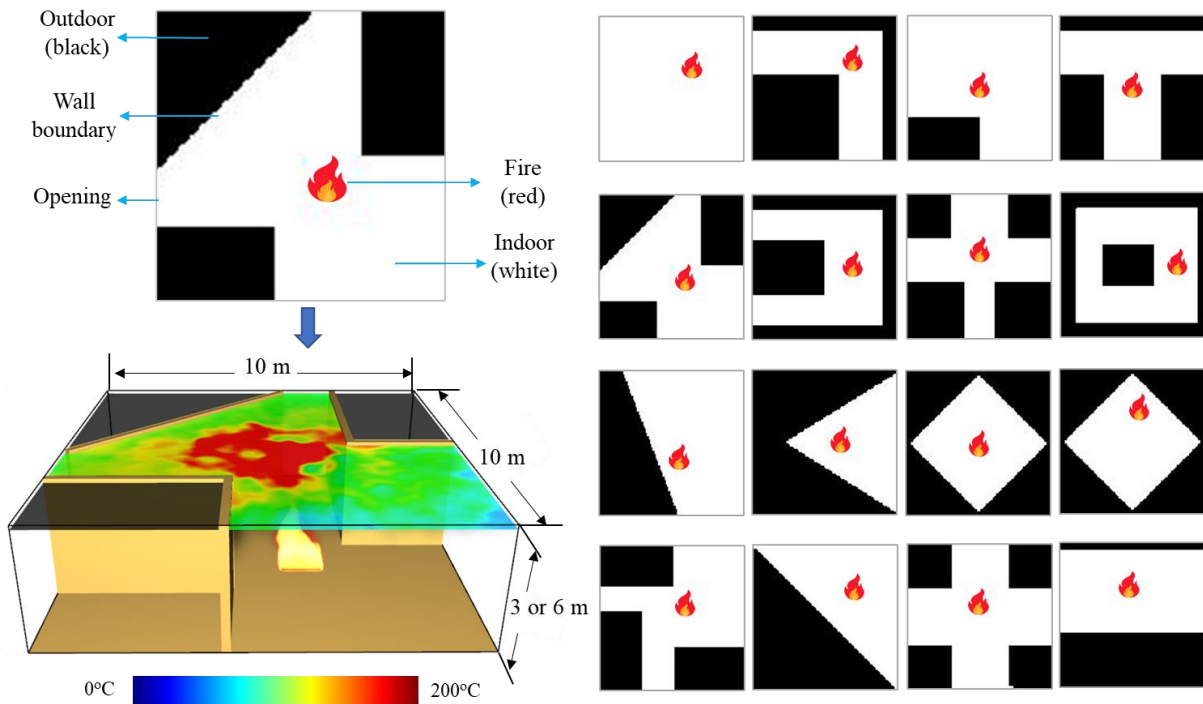 Outdoor
(black)
Wall
boundary
Opening
Fire
(red)
Indoor
(white)
10 m
10 m
3 or 6 m
0°C
200°C